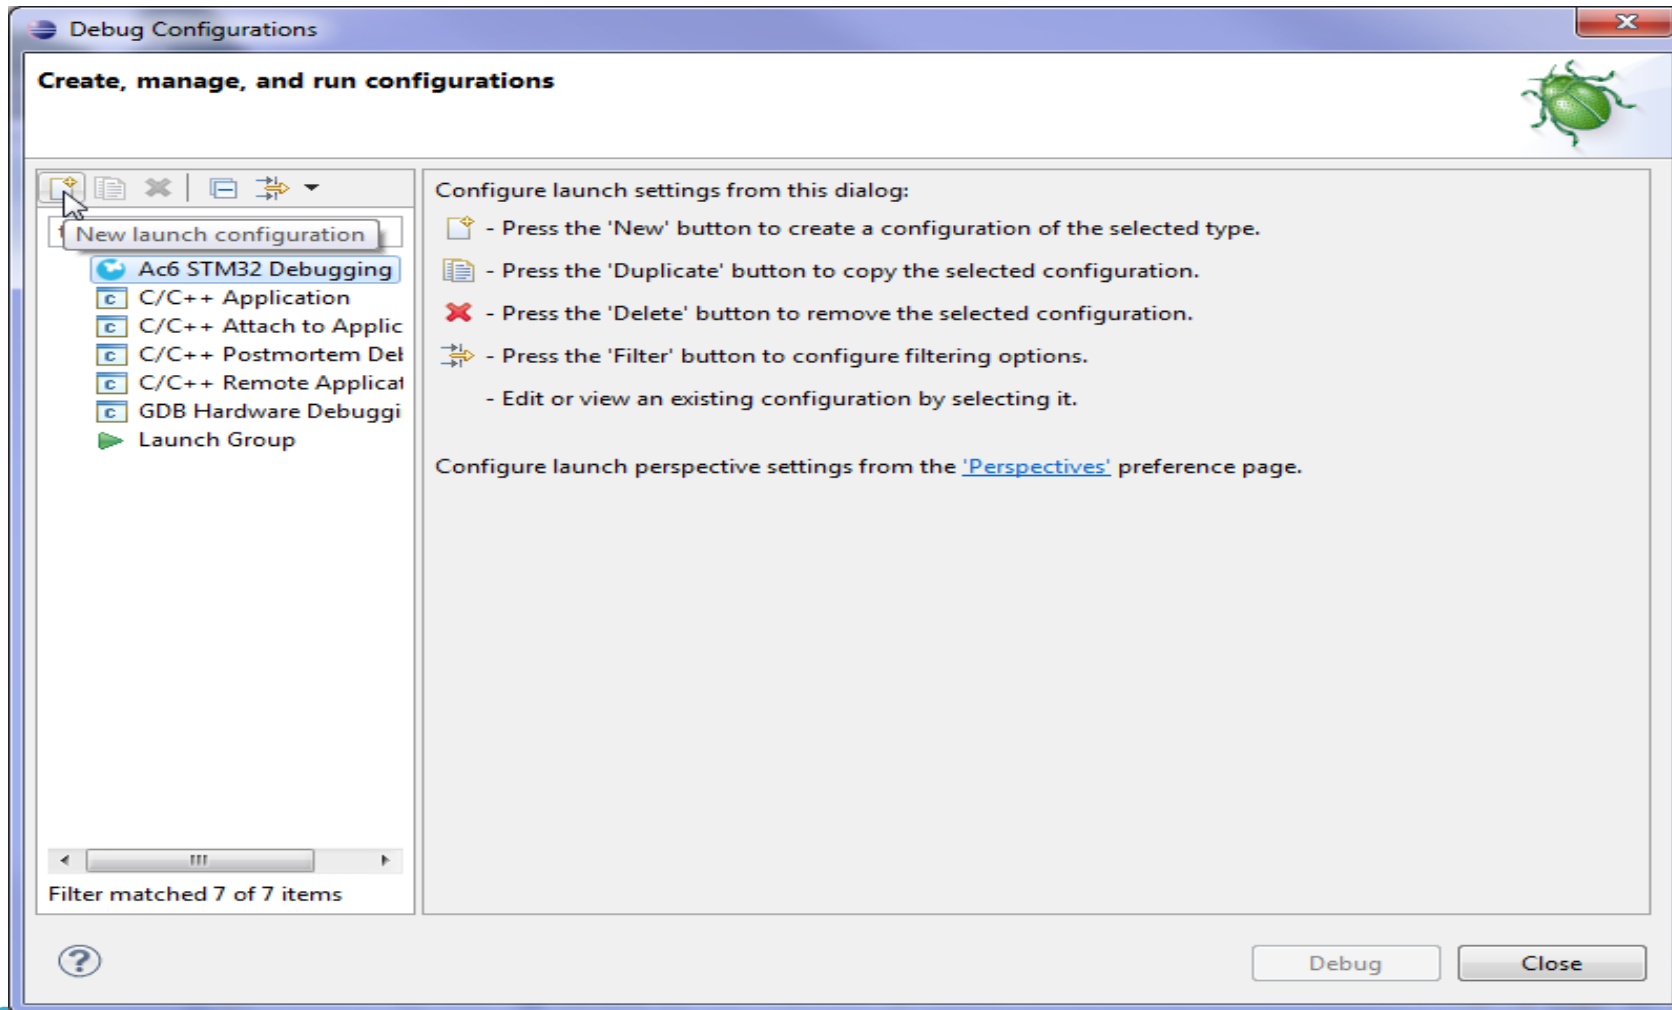 Debug Configurations
Create, manage, and run configurations
New launch configuration
Ac6 STM32 Debugging
C/C++ Application
C/C++ Attach to Applic
C/C++ Postmortem Deb
C/C++ Remote Applicat
GDB Hardware Debuggi
Launch Group
Filter matched 7 of 7 items
Configure launch settings from this dialog:
- Press the 'New' button to create a configuration of the selected type.
- Press the 'Duplicate' button to copy the selected configuration.
- Press the 'Delete' button to remove the selected configuration.
- Press the 'Filter' button to configure filtering options.
- Edit or view an existing configuration by selecting it.
Configure launch perspective settings from the 'Perspectives' preference page.
Debug
Close